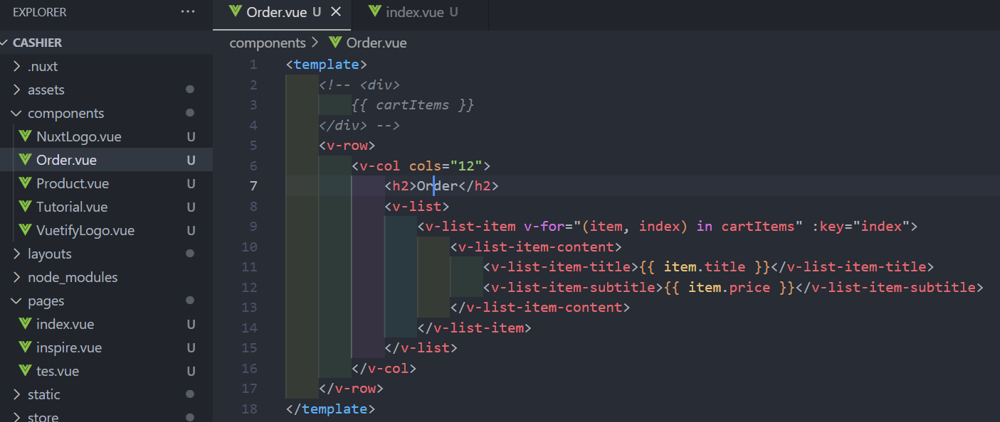 EXPLORER ...
Order.vue U
index.vue U
CASHIER
components > Order.vue
.nuxt
assets
components
NuxtLogo.vue U
Order.vue U
Product.vue U
Tutorial.vue U
VuetifyLogo.vue U
layouts
node_modules
pages
index.vue U
inspire.vue U
tes.vue U
static
store
1 <template>
2 <!-- <div>
3 {{ cartItems }}
4 </div> -->
5 <v-row>
6 <v-col cols="12">
7 <h2>Order</h2>
8 <v-list>
9 <v-list-item v-for="(item, index) in cartItems" :key="index">
10 <v-list-item-content>
11 <v-list-item-title>{{ item.title }}</v-list-item-title>
12 <v-list-item-subtitle>{{ item.price }}</v-list-item-subtitle>
13 </v-list-item-content>
14 </v-list-item>
15 </v-list>
16 </v-col>
17 </v-row>
18 </template>